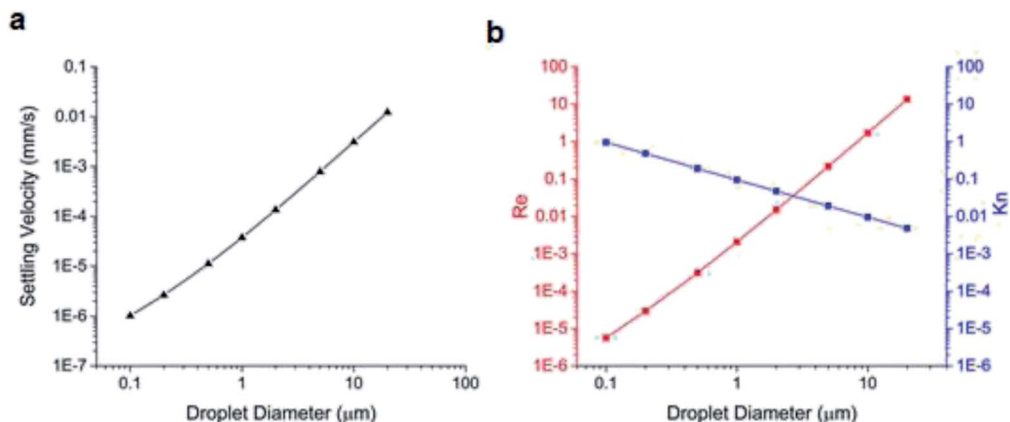 a
0.1
0.01
1E-3
1E-4
1E-5
1E-6
1E-7
Settling Velocity (mm/s)
0.1 1 10 100
Droplet Diameter (μm)
b
100
10
1
0.1
0.01
1E-3
1E-4
1E-5
1E-6
Re
0.1 1 10
Droplet Diameter (μm)
100
10
1
0.1
0.01
1E-3
1E-4
1E-5
1E-6
Kn